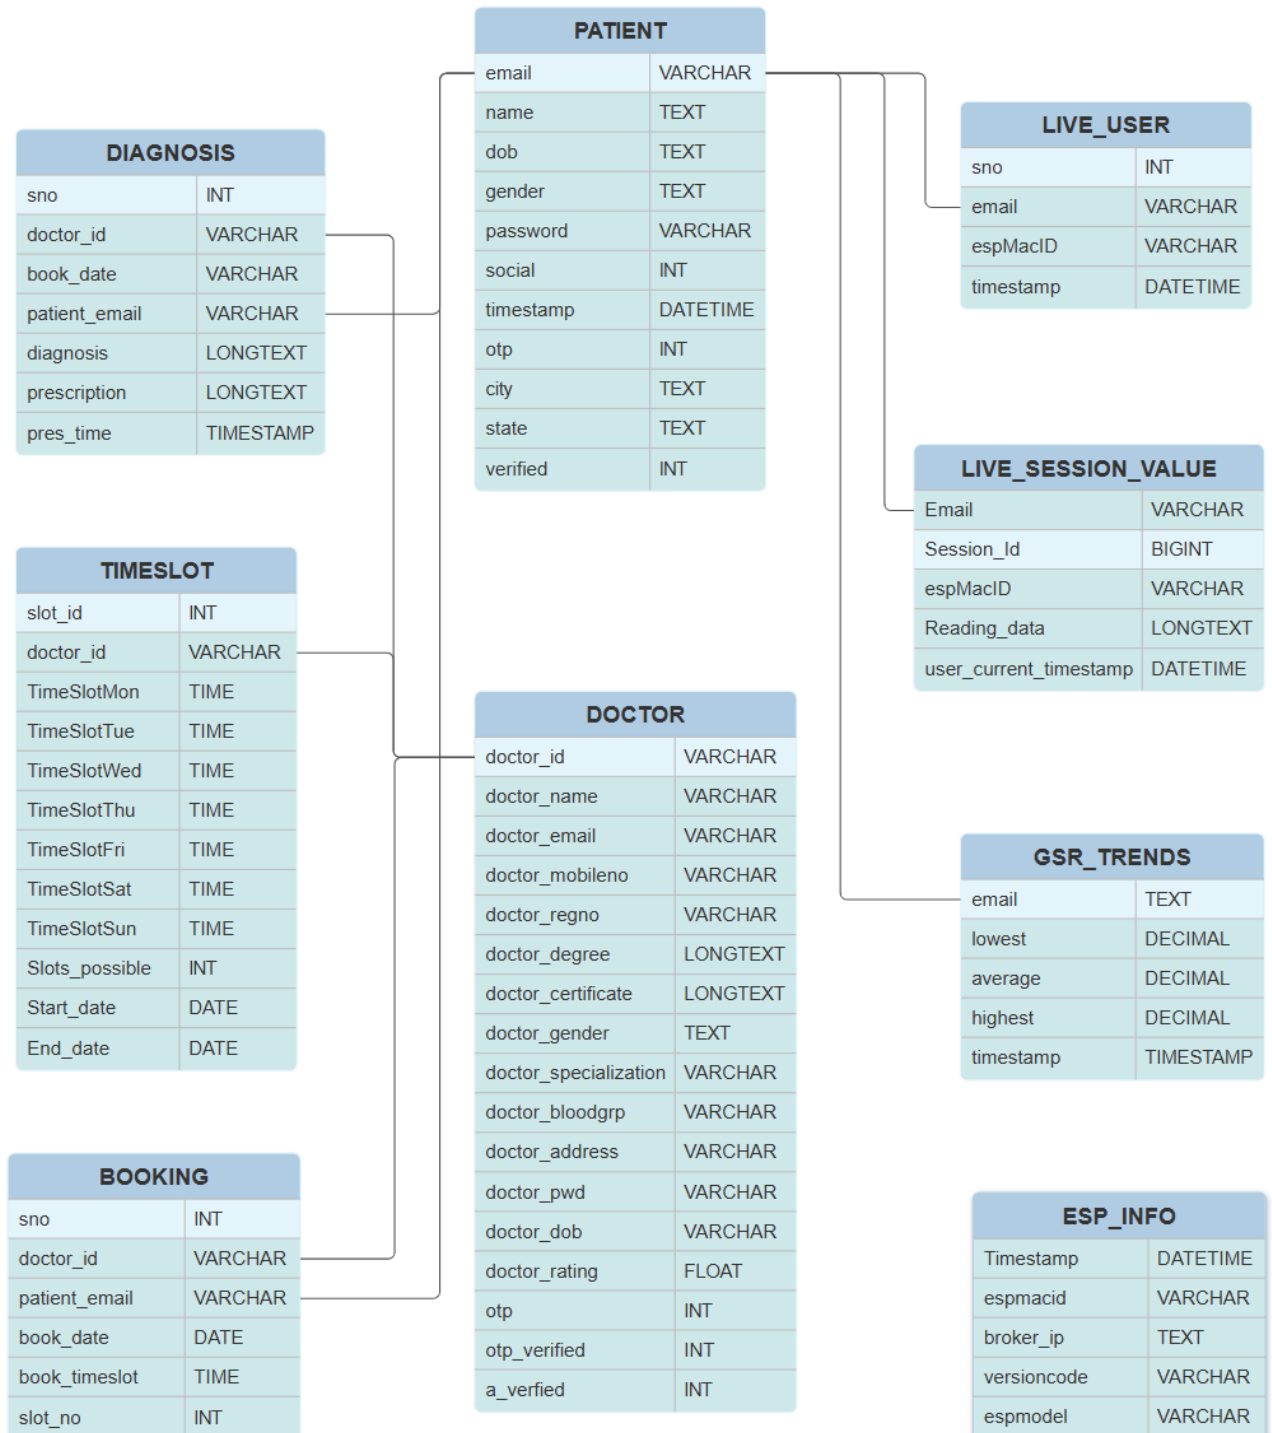 PATIENT
email VARCHAR
name TEXT
dob TEXT
gender TEXT
password VARCHAR
social INT
timestamp DATETIME
otp INT
city TEXT
state TEXT
verified INT
LIVE_USER
sno INT
email VARCHAR
espMacID VARCHAR
timestamp DATETIME
DIAGNOSIS
sno INT
doctor_id VARCHAR
book_date VARCHAR
patient_email VARCHAR
diagnosis LONGTEXT
prescription LONGTEXT
pres_time TIMESTAMP
LIVE_SESSION_VALUE
Email VARCHAR
Session_Id BIGINT
espMacID VARCHAR
Reading_data LONGTEXT
user_current_timestamp DATETIME
TIMESLOT
slot_id INT
doctor_id VARCHAR
TimeSlotMon TIME
TimeSlotTue TIME
TimeSlotWed TIME
TimeSlotThu TIME
TimeSlotFri TIME
TimeSlotSat TIME
TimeSlotSun TIME
Slots_possible INT
Start_date DATE
End_date DATE
DOCTOR
doctor_id VARCHAR
doctor_name VARCHAR
doctor_email VARCHAR
doctor_mobileno VARCHAR
doctor_regno VARCHAR
doctor_degree LONGTEXT
doctor_certificate LONGTEXT
doctor_gender TEXT
doctor_specialization VARCHAR
doctor_bloodgrp VARCHAR
doctor_address VARCHAR
doctor_pwd VARCHAR
doctor_dob VARCHAR
doctor_rating FLOAT
otp INT
otp_verified INT
a_verfied INT
GSR_TRENDS
email TEXT
lowest DECIMAL
average DECIMAL
highest DECIMAL
timestamp TIMESTAMP
BOOKING
sno INT
doctor_id VARCHAR
patient_email VARCHAR
book_date DATE
book_timeslot TIME
slot_no INT
ESP_INFO
Timestamp DATETIME
espmacid VARCHAR
broker_ip TEXT
versioncode VARCHAR
espmodel VARCHAR